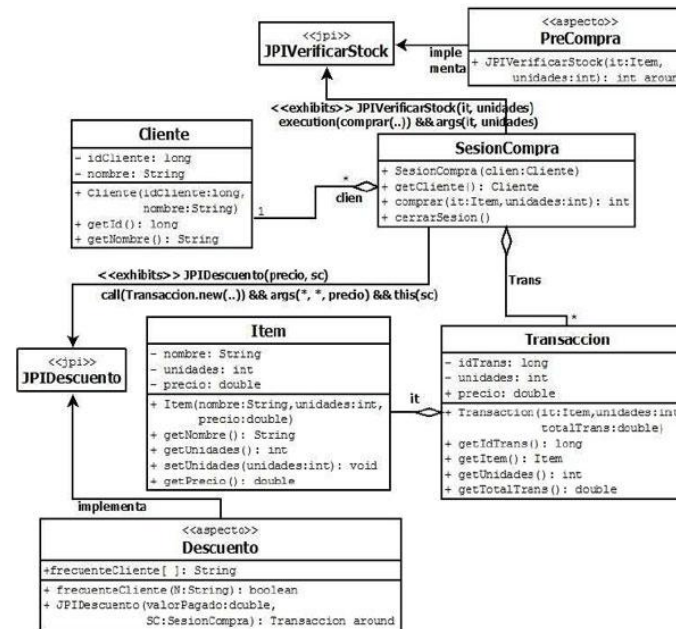 <<jpi>>
JPIVerificarStock
<<aspecto>>
PreCompra
+ JPIVerificarStock(it:Item,
unidades:int): int around
imple
menta
<<exhibits>> JPIVerificarStock(it, unidades)
execution(comprar(..)) && args(it, unidades)
Cliente
- idCliente: long
- nombre: String
+ Cliente(idCliente:long,
nombre:String)
+ getId(): long
+ getNombre(): String
1
*
clien
SesionCompra
+ SesionCompra(clien:Cliente)
+ getCliente(): Cliente
+ comprar(it:Item,unidades:int): int
+ cerrarSesion()
<<exhibits>> JPIDescuento(precio, sc)
call(Transaccion.new(..)) && args(*, *, precio) && this(sc)
Trans
*
<<jpi>>
JPIDescuento
Item
- nombre: String
- unidades: int
- precio: double
+ Item(nombre:String,unidades:int,
precio:double)
+ getNombre(): String
+ getUnidades(): int
+ setUnidades(unidades:int): void
+ getPrecio(): double
it
Transaccion
- idTrans: long
- unidades: int
+ precio: double
+ Transaction(it:Item,unidades:int
totalTrans:double)
+ getIdTrans(): long
+ getItem(): Item
+ getUnidades(): int
+ getTotalTrans(): double
implementa
<<aspecto>>
Descuento
+frecuenteCliente[ ]: String
+ frecuenteCliente(N:String): boolean
+ JPIDescuento(valorPagado:double,
SC:SesionCompra): Transaccion around